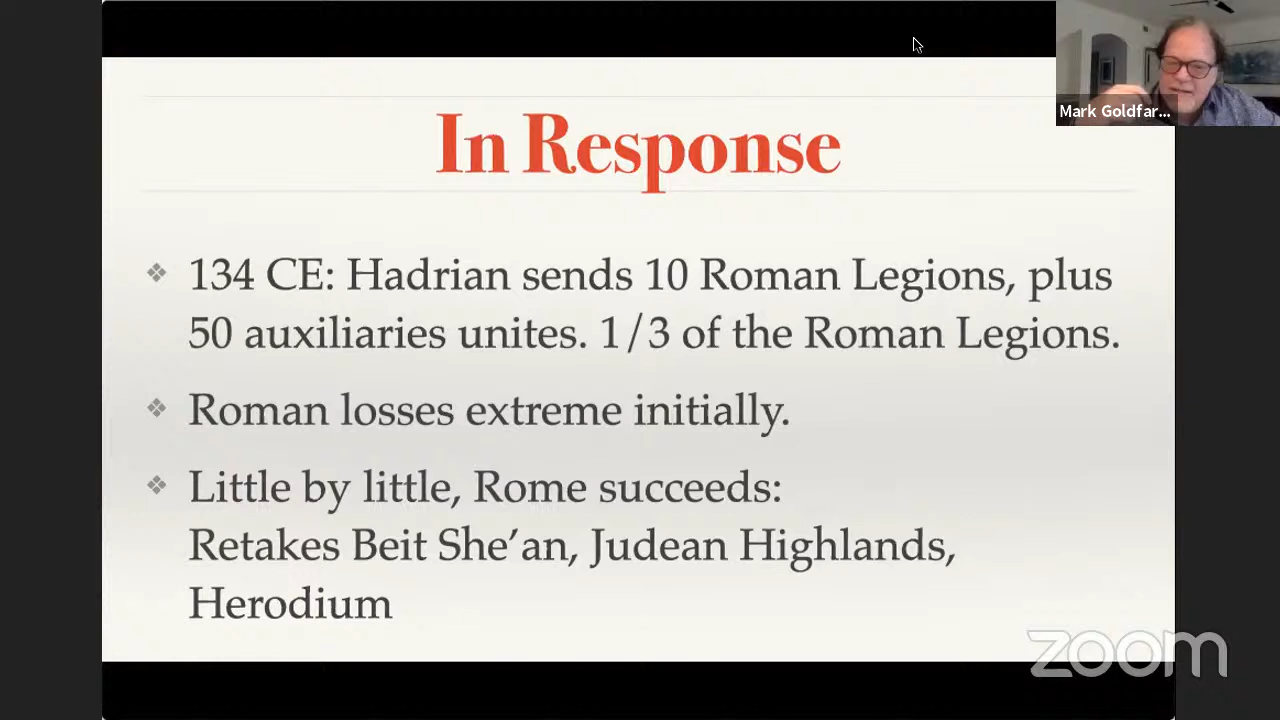 In Response
Mark Goldfar...
134 CE: Hadrian sends 10 Roman Legions, plus
50 auxiliaries unites. 1/3 of the Roman Legions.
Roman losses extreme initially.
Little by little, Rome succeeds:
Retakes Beit She’an, Judean Highlands,
Herodium
zoom